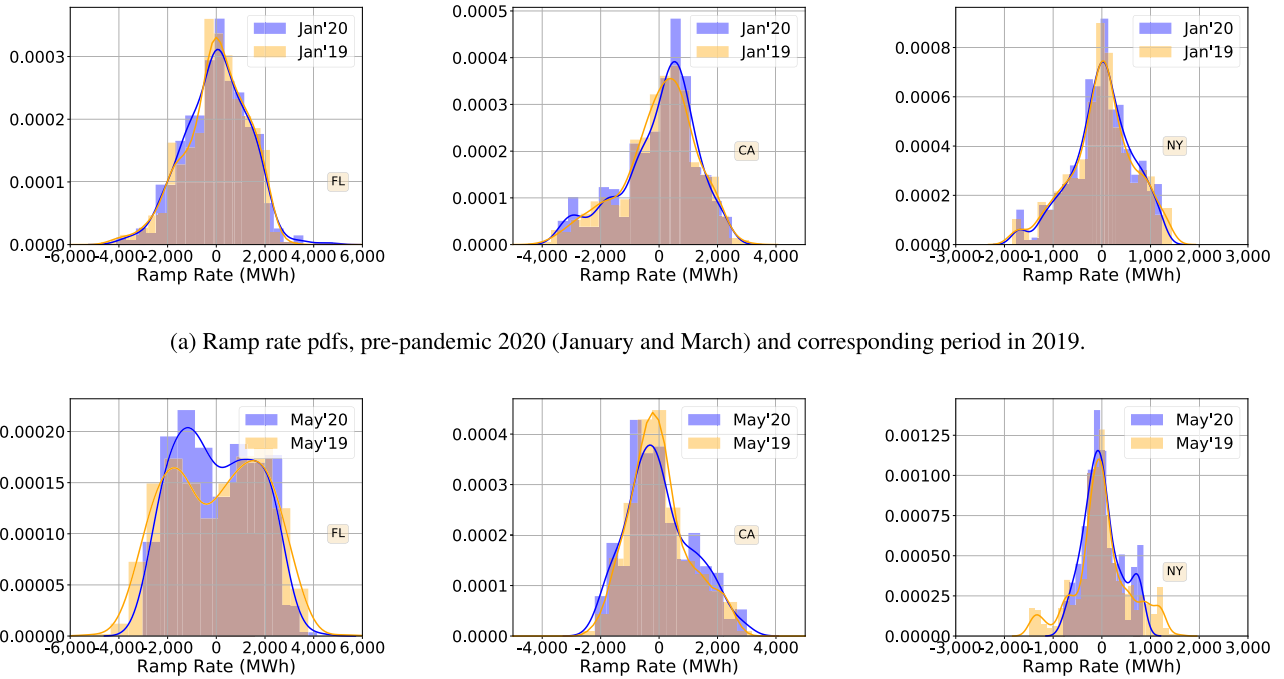 Jan'20
Jan'19
0.0003
0.0002
0.0001
0.0000
FL
-6,000 -4,000 -2,000 0 2,000 4,000 6,000
Ramp Rate (MWh)
Jan'20
Jan'19
0.0005
0.0004
0.0003
0.0002
0.0001
0.0000
CA
-4,000 -2,000 0 2,000 4,000
Ramp Rate (MWh)
Jan'20
Jan'19
0.0008
0.0006
0.0004
0.0002
0.0000
NY
-3,000 -2,000 -1,000 0 1,000 2,000 3,000
Ramp Rate (MWh)
(a) Ramp rate pdfs, pre-pandemic 2020 (January and March) and corresponding period in 2019.
May'20
May'19
0.00020
0.00015
0.00010
0.00005
0.00000
FL
-6,000 -4,000 -2,000 0 2,000 4,000 6,000
Ramp Rate (MWh)
May'20
May'19
0.0004
0.0003
0.0002
0.0001
0.0000
CA
-4,000 -2,000 0 2,000 4,000
Ramp Rate (MWh)
May'20
May'19
0.00125
0.00100
0.00075
0.00050
0.00025
0.00000
NY
-3,000 -2,000 -1,000 0 1,000 2,000 3,000
Ramp Rate (MWh)